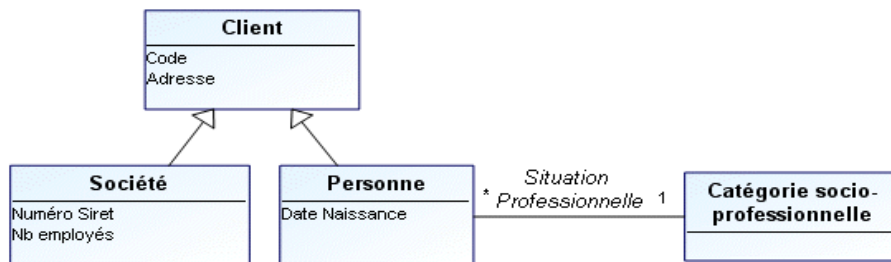 Client
Code
Adresse
Société
Numéro Siret
Nb employés
Personne
Date Naissance
Situation
* Professionnelle 1
Catégorie socio-
professionnelle